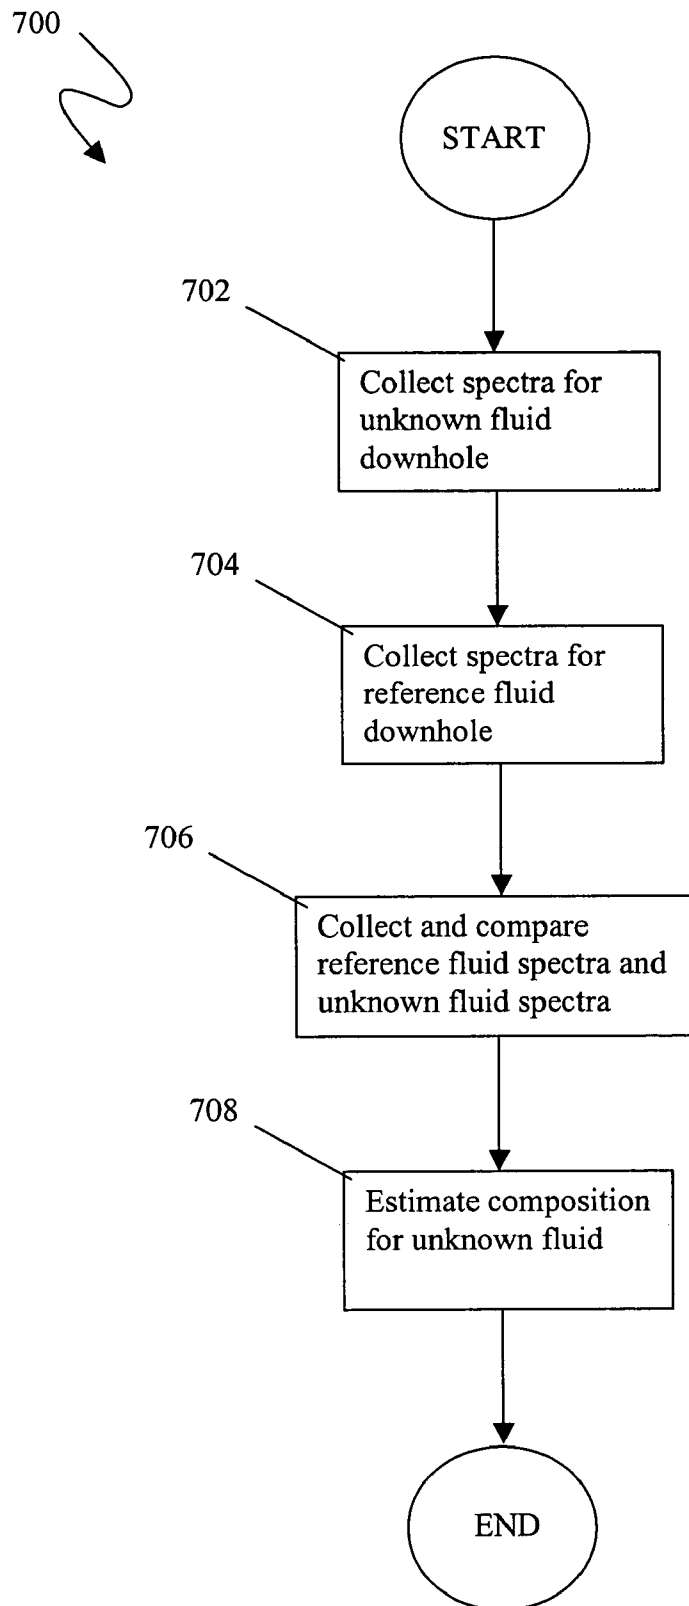 700
START
702
Collect spectra for
unknown fluid
downhole
704
Collect spectra for
reference fluid
downhole
706
Collect and compare
reference fluid spectra and
unknown fluid spectra
708
Estimate composition
for unknown fluid
END